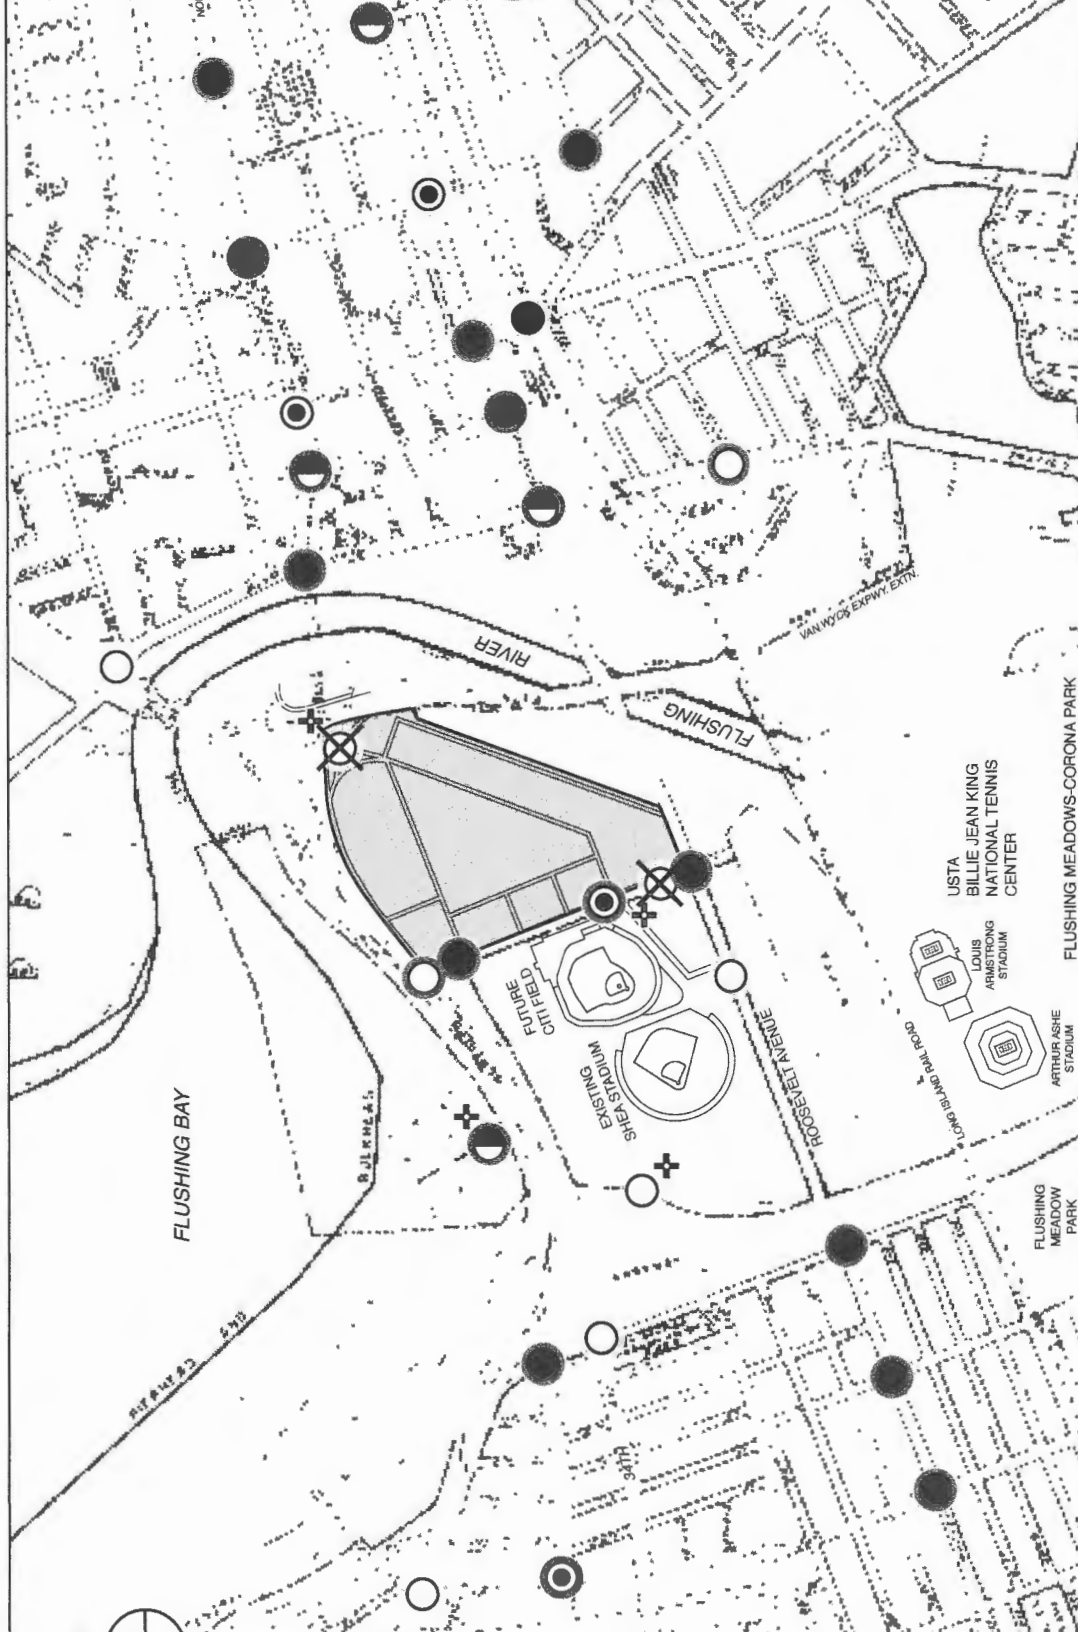 FLUSHING BAY
BULKHEAD
RIVER
FLUSHING
VAN WYCK EXPWY. EXTN.
FUTURE
CITI FIELD
EXISTING
SHEA STADIUM
ROOSEVELT AVENUE
LONG ISLAND RAIL ROAD
USTA
BILLIE JEAN KING
NATIONAL TENNIS
CENTER
LOUIS
ARMSTRONG
STADIUM
ARTHUR ASHE
STADIUM
FLUSHING MEADOWS-CORONA PARK
FLUSHING
MEADOW
PARK
34TH